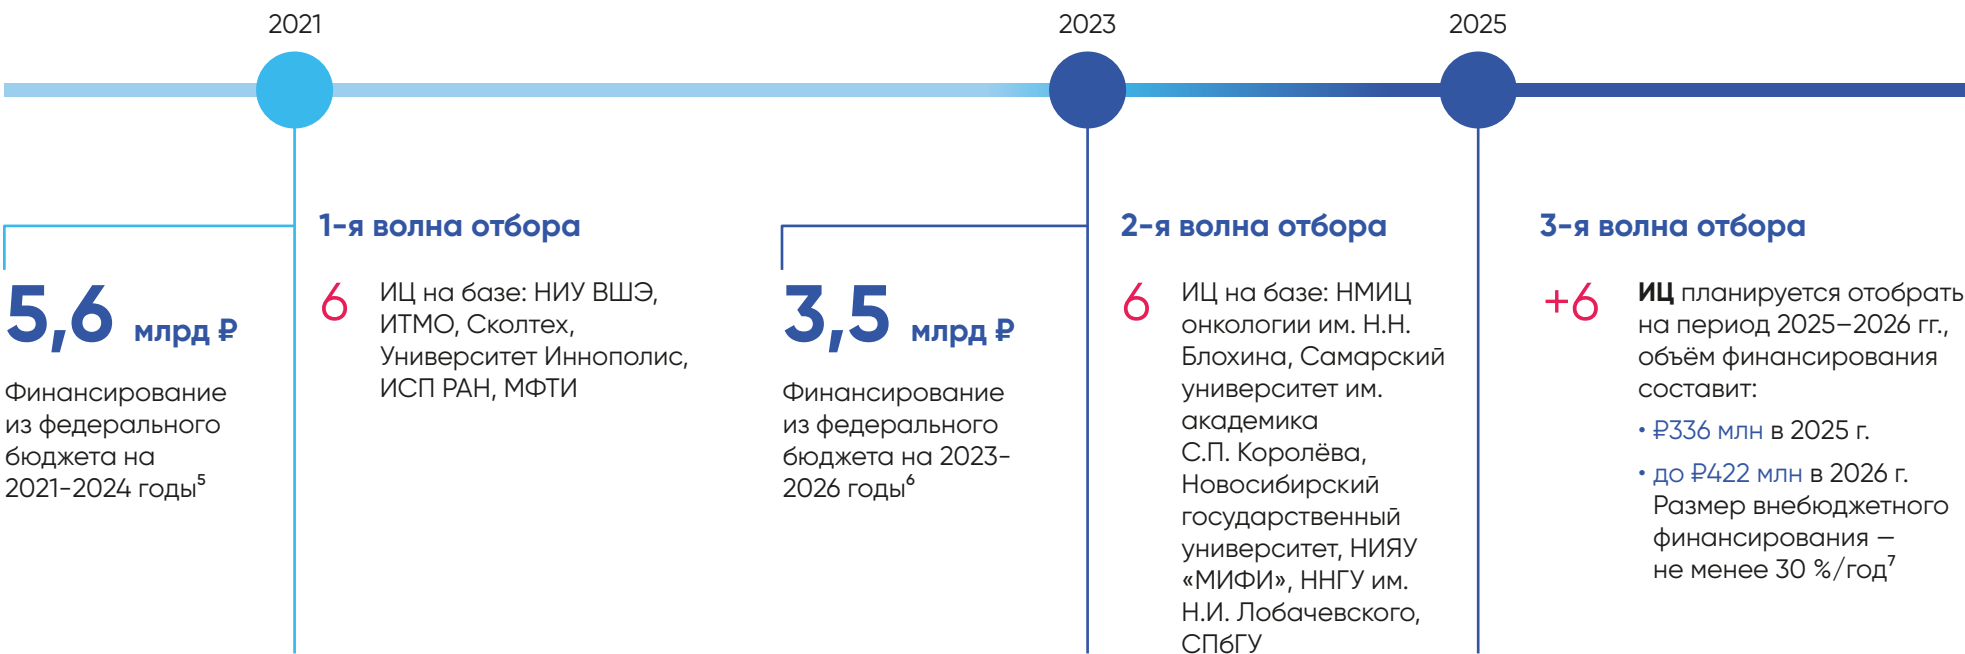 2021
2023
2025
1-я волна отбора
5,6 млрд ₽
Финансирование
из федерального
бюджета на
2021-2024 годы⁵
6
ИЦ на базе: НИУ ВШЭ,
ИТМО, Сколтех,
Университет Иннополис,
ИСП РАН, МФТИ
2-я волна отбора
3,5 млрд ₽
Финансирование
из федерального
бюджета на 2023-
2026 годы⁶
6
ИЦ на базе: НМИЦ
онкологии им. Н.Н.
Блохина, Самарский
университет им.
академика
С.П. Королёва,
Новосибирский
государственный
университет, НИЯУ
«МИФИ», ННГУ им.
Н.И. Лобачевского,
СПбГУ
3-я волна отбора
+6
ИЦ планируется отобрать
на период 2025–2026 гг.,
объём финансирования
составит:
• ₽336 млн в 2025 г.
• до ₽422 млн в 2026 г.
Размер внебюджетного
финансирования —
не менее 30 %/год⁷